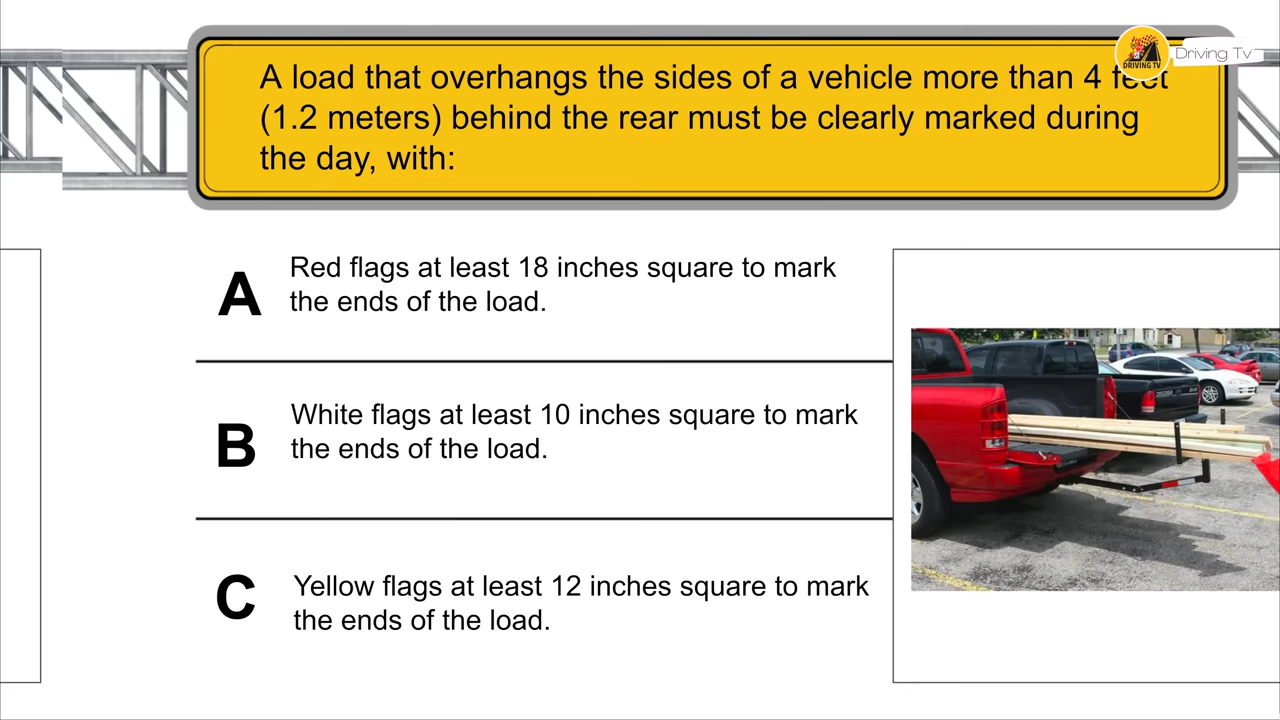 A load that overhangs the sides of a vehicle more than 4 feet
(1.2 meters) behind the rear must be clearly marked during
the day, with:
DRIVING TV
Driving Tv
A
Red flags at least 18 inches square to mark
the ends of the load.
B
White flags at least 10 inches square to mark
the ends of the load.
C
Yellow flags at least 12 inches square to mark
the ends of the load.